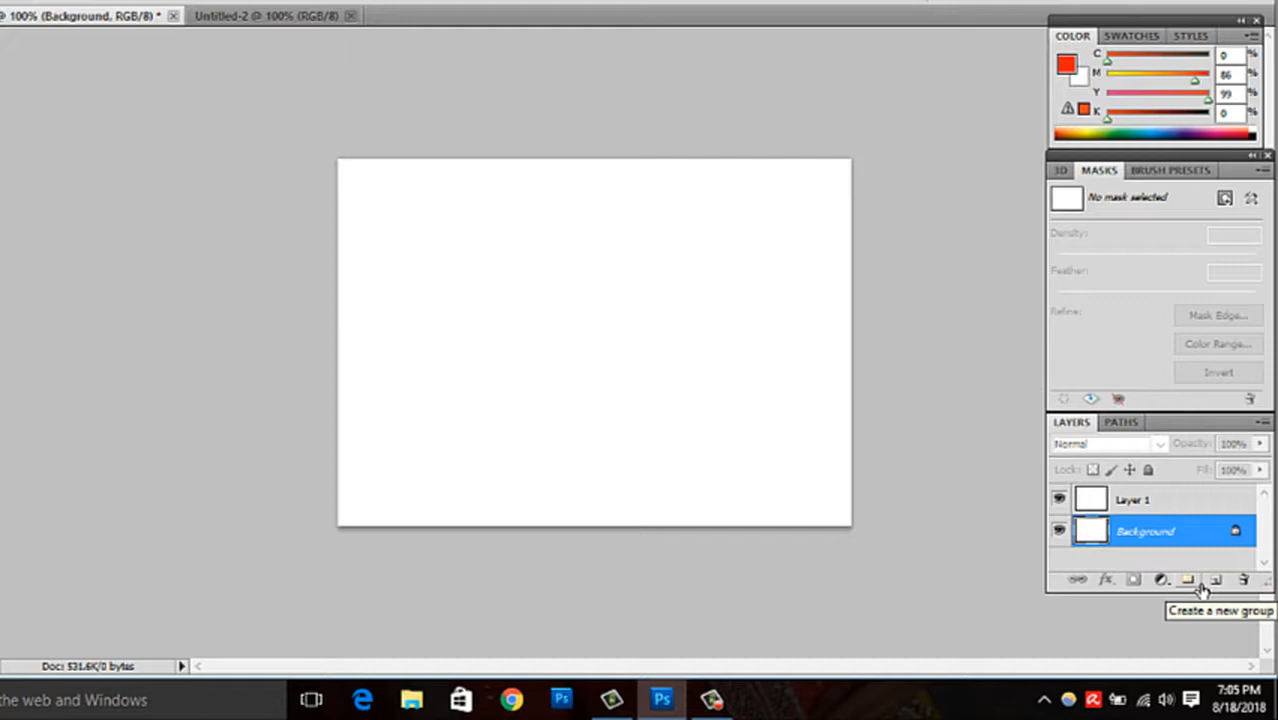 @ 100% (Background, RGB/8) *
Untitled-2 @ 100% (RGB/8)
COLOR SWATCHES STYLES
C 0 %
M 86 %
Y 99 %
K 0 %
3D MASKS BRUSH PRESETS
No mask selected
Density:
Feather:
Refine:
Mask Edge...
Color Range...
Invert
LAYERS PATHS
Normal Opacity: 100%
Lock: Fill: 100%
Layer 1
Background
fx
Create a new group
Doc: 531.6K/0 bytes
the web and Windows
Ps
Ps
7:05 PM
8/18/2018